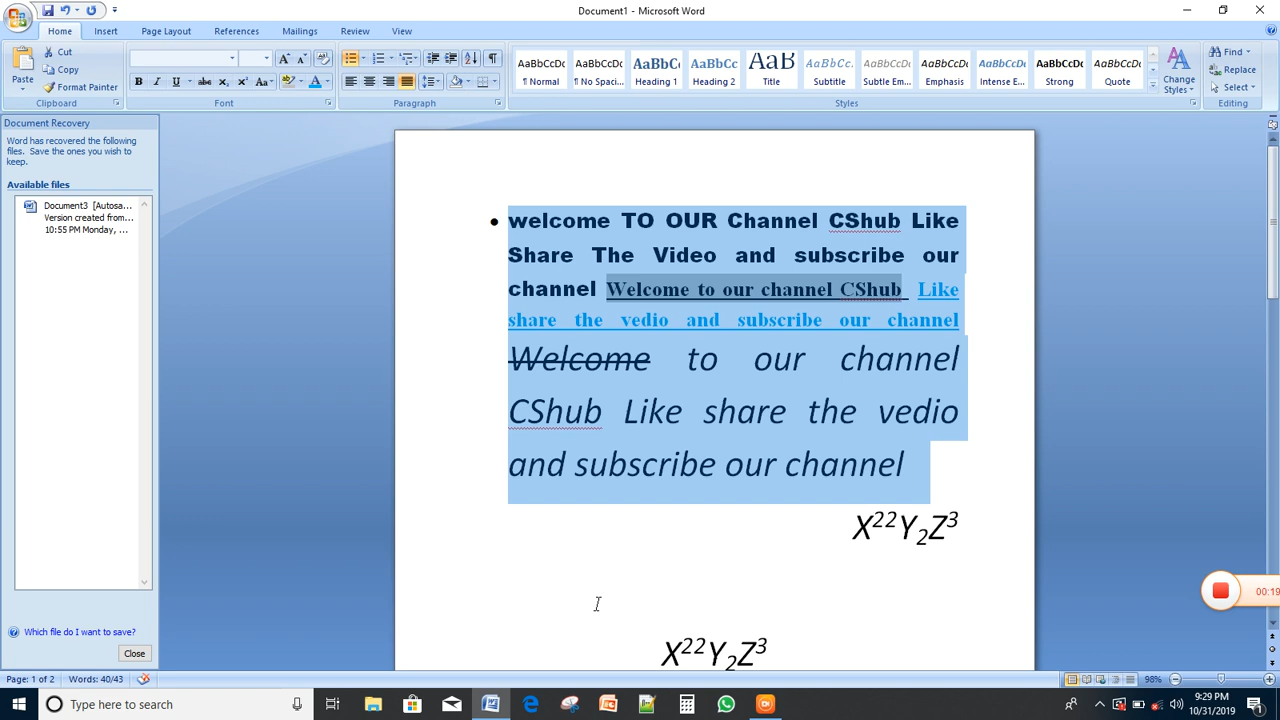 Document1 - Microsoft Word
Home Insert Page Layout References Mailings Review View
Cut
Copy
Format Painter
Paste
Clipboard Font Paragraph Styles Editing
AaBbCcDc AaBbCcDc AaBbCc AaBbCc AaB AaBbCc. AaBbCcDc AaBbCcDc AaBbCcDc AaBbCcDc AaBbCcDc
¶ Normal ¶ No Spaci... Heading 1 Heading 2 Title Subtitle Subtle Em... Emphasis Intense E... Strong Quote
Change Styles
Find
Replace
Select
Document Recovery
Word has recovered the following
files. Save the ones you wish to
keep.
Available files
Document3 [Autosa...
Version created from...
10:55 PM Monday, ...
Which file do I want to save?
Close
• welcome TO OUR Channel CShub Like
Share The Video and subscribe our
channel Welcome to our channel CShub Like
share the vedio and subscribe our channel
Welcome to our channel
CShub Like share the vedio
and subscribe our channel
X²²Y₂Z³
X²²Y₂Z³
00:19
Page: 1 of 2 Words: 40/43 98%
Type here to search
9:29 PM
10/31/2019